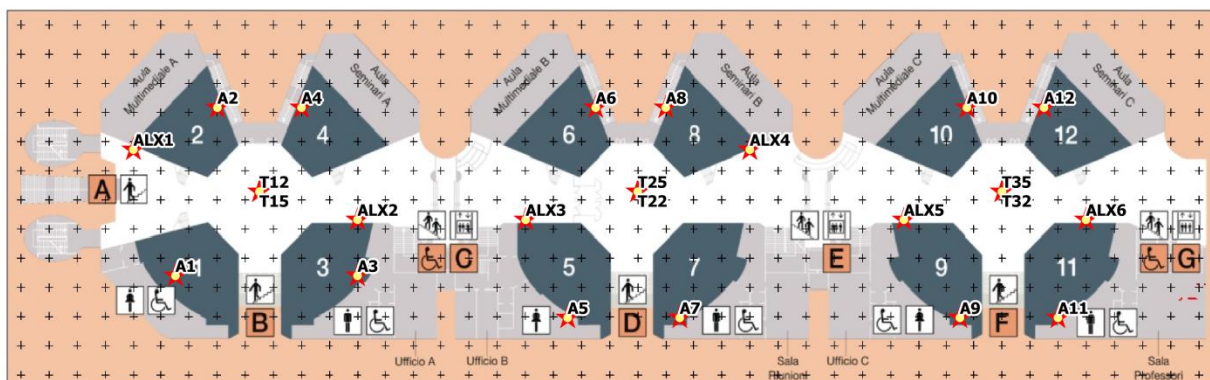 Aula
Multimediale A
Aula
Seminari A
Aula
Multimediale B
Aula
Seminari B
Aula
Multimediale C
Aula
Seminari C
A2
A4
A6
A8
A10
A12
2
4
6
8
10
12
ALX1
ALX4
A
T12
T15
T25
T22
T35
T32
ALX2
ALX3
ALX5
ALX6
C
E
G
A1
1
3
A3
5
7
9
11
B
D
F
A5
A7
A9
A11
Ufficio A
Ufficio B
Sala
Riunioni
Ufficio C
Sala
Professori